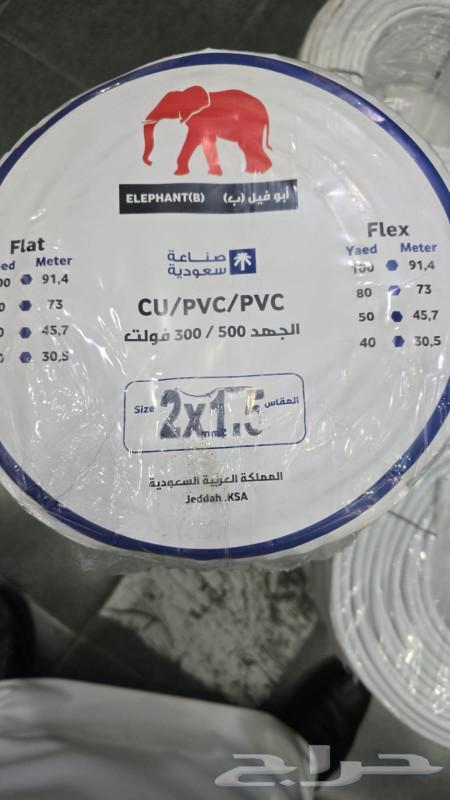 ELEPHANT(B) أبو فيل (ب)
صناعة
سعودية
CU/PVC/PVC
الجهد 500 / 300 فولت
Flat
Meter
91,4
73
45,7
30,5
Flex
Yaed Meter
100 91,4
80 73
50 45,7
40 30,5
Size 2x1.5 المقاس
mm2
المملكة العربية السعودية
Jeddah .KSA
حراج